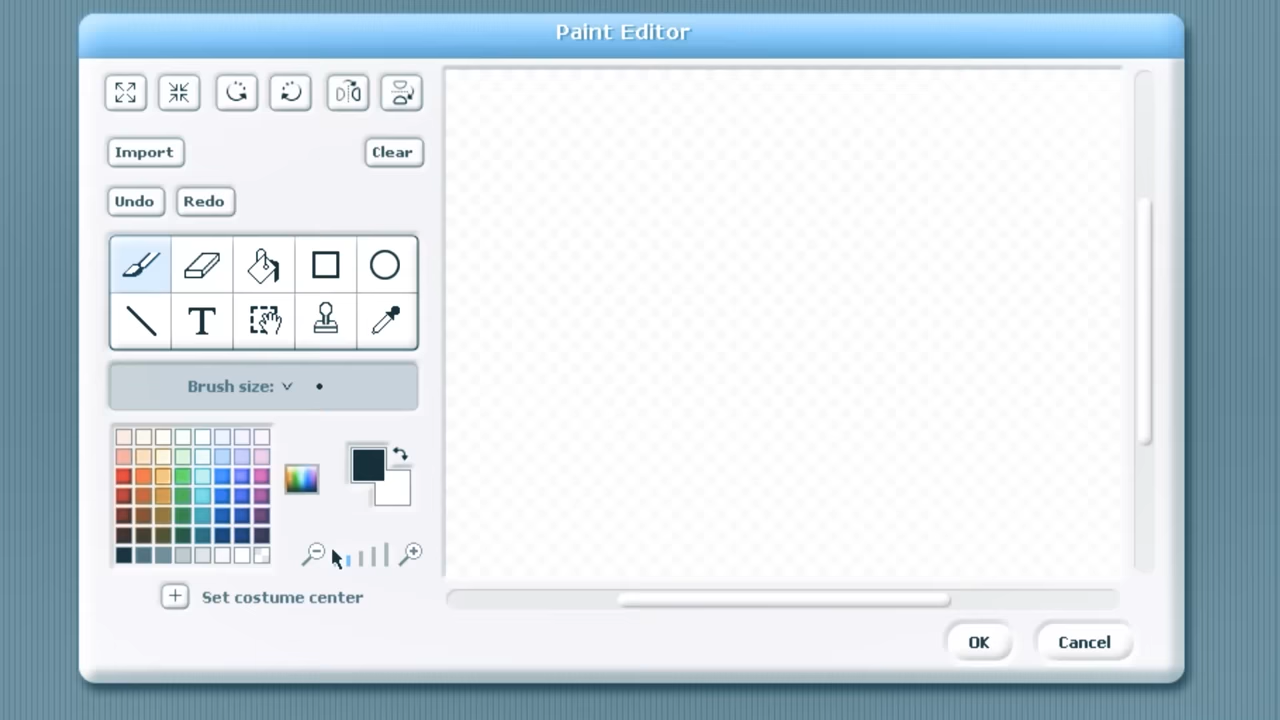 Paint Editor
Import
Clear
Undo
Redo
T
Brush size:
Set costume center
OK
Cancel